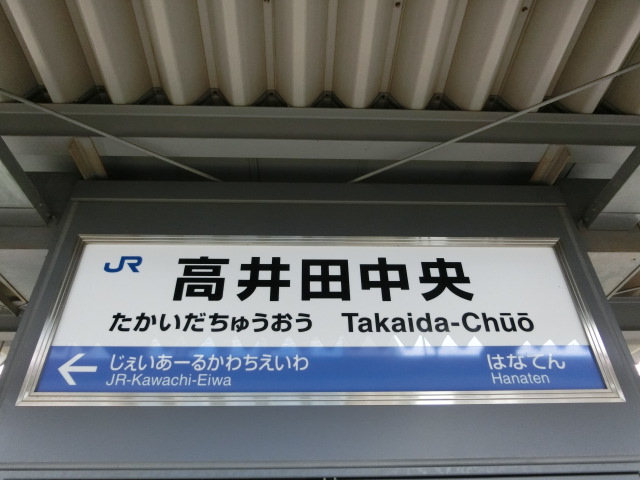 JR 高井田中央
たかいだちゅうおう Takaida-Chūō
← じぇいあーるかわちえいわ はなてん
JR-Kawachi-Eiwa Hanaten